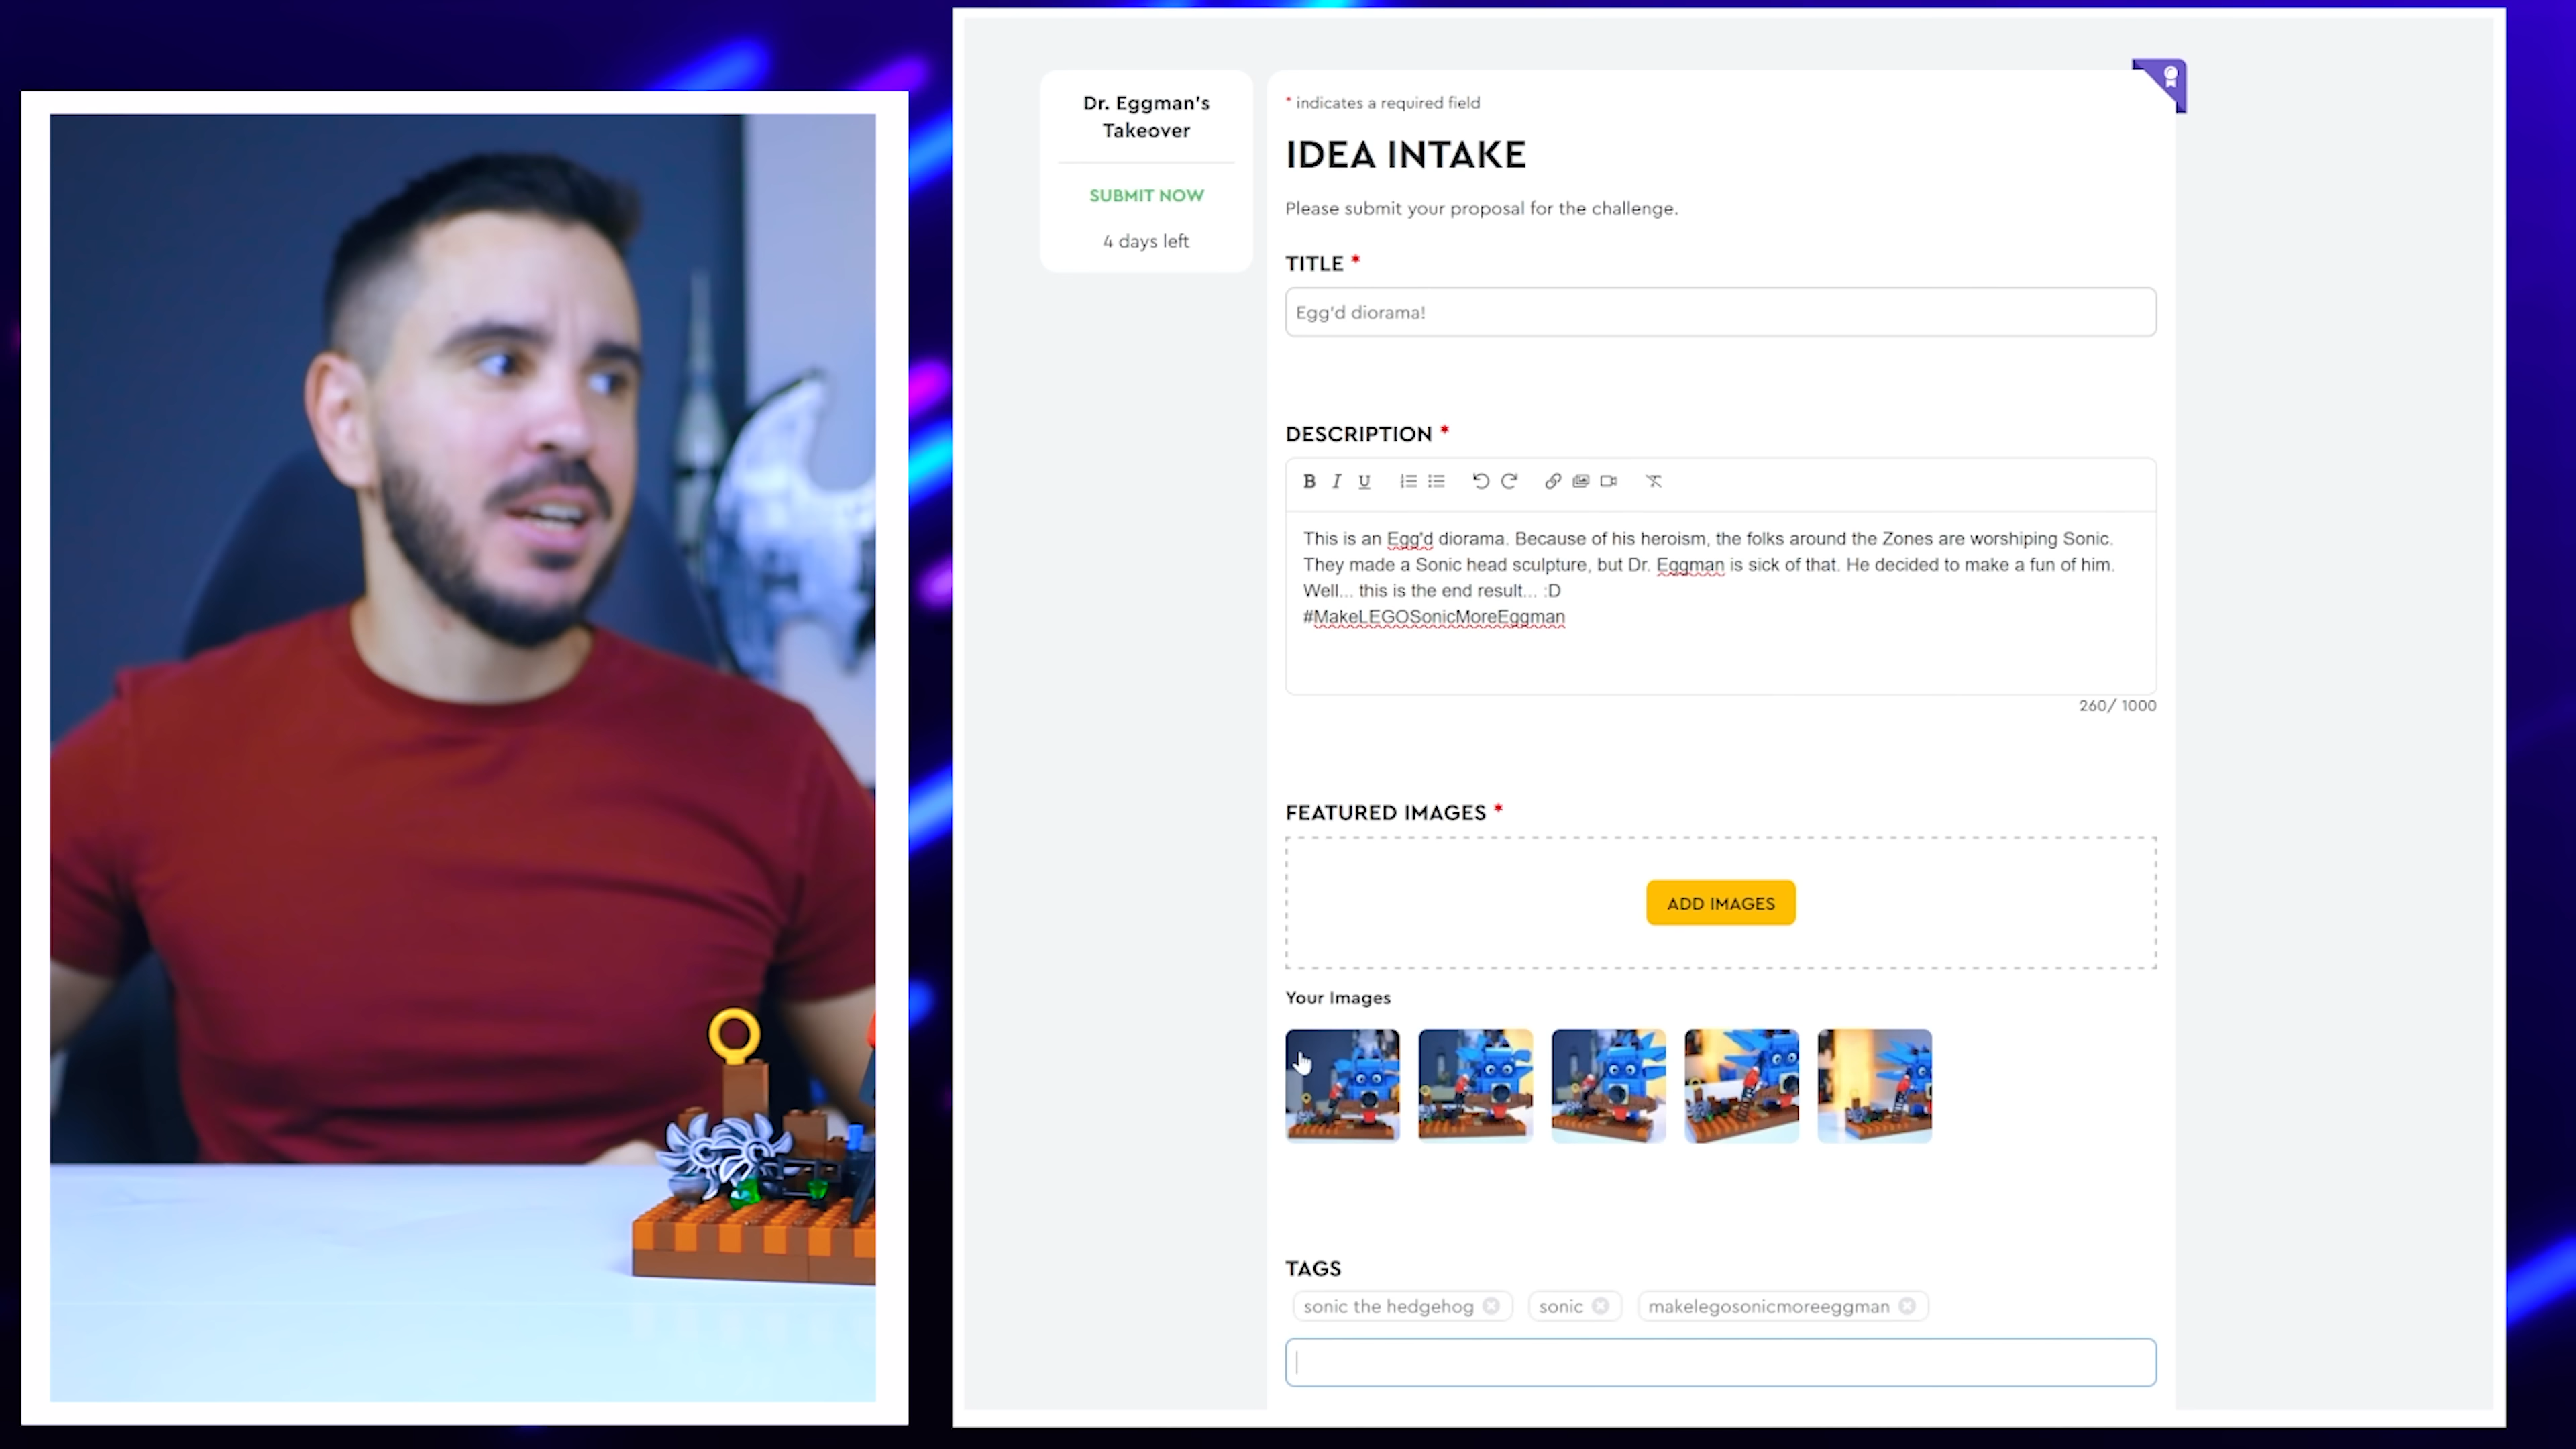 Dr. Eggman's
Takeover
SUBMIT NOW
4 days left
* indicates a required field
IDEA INTAKE
Please submit your proposal for the challenge.
TITLE *
Egg'd diorama!
DESCRIPTION *
B I U
This is an Egg'd diorama. Because of his heroism, the folks around the Zones are worshiping Sonic.
They made a Sonic head sculpture, but Dr. Eggman is sick of that. He decided to make a fun of him.
Well... this is the end result... :D
#MakeLEGOSonicMoreEggman
260/ 1000
FEATURED IMAGES *
ADD IMAGES
Your Images
TAGS
sonic the hedgehog
sonic
makelegosonicmoreeggman